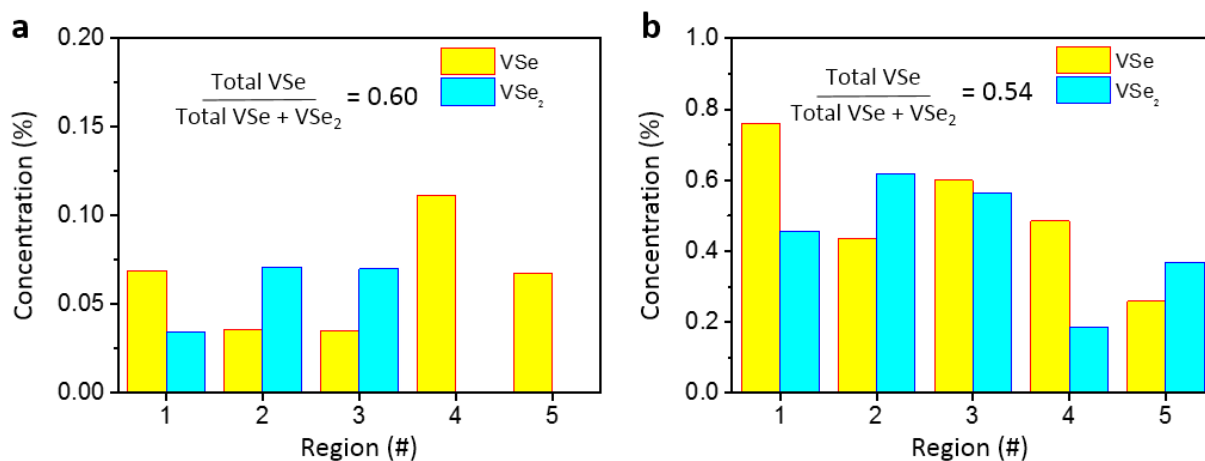 a
0.20
0.15
0.10
0.05
0.00
Concentration (%)
VSe
VSe₂
Total VSe
Total VSe + VSe₂
= 0.60
1 2 3 4 5
Region (#)
b
1.0
0.8
0.6
0.4
0.2
0.0
Concentration (%)
VSe
VSe₂
Total VSe
Total VSe + VSe₂
= 0.54
1 2 3 4 5
Region (#)